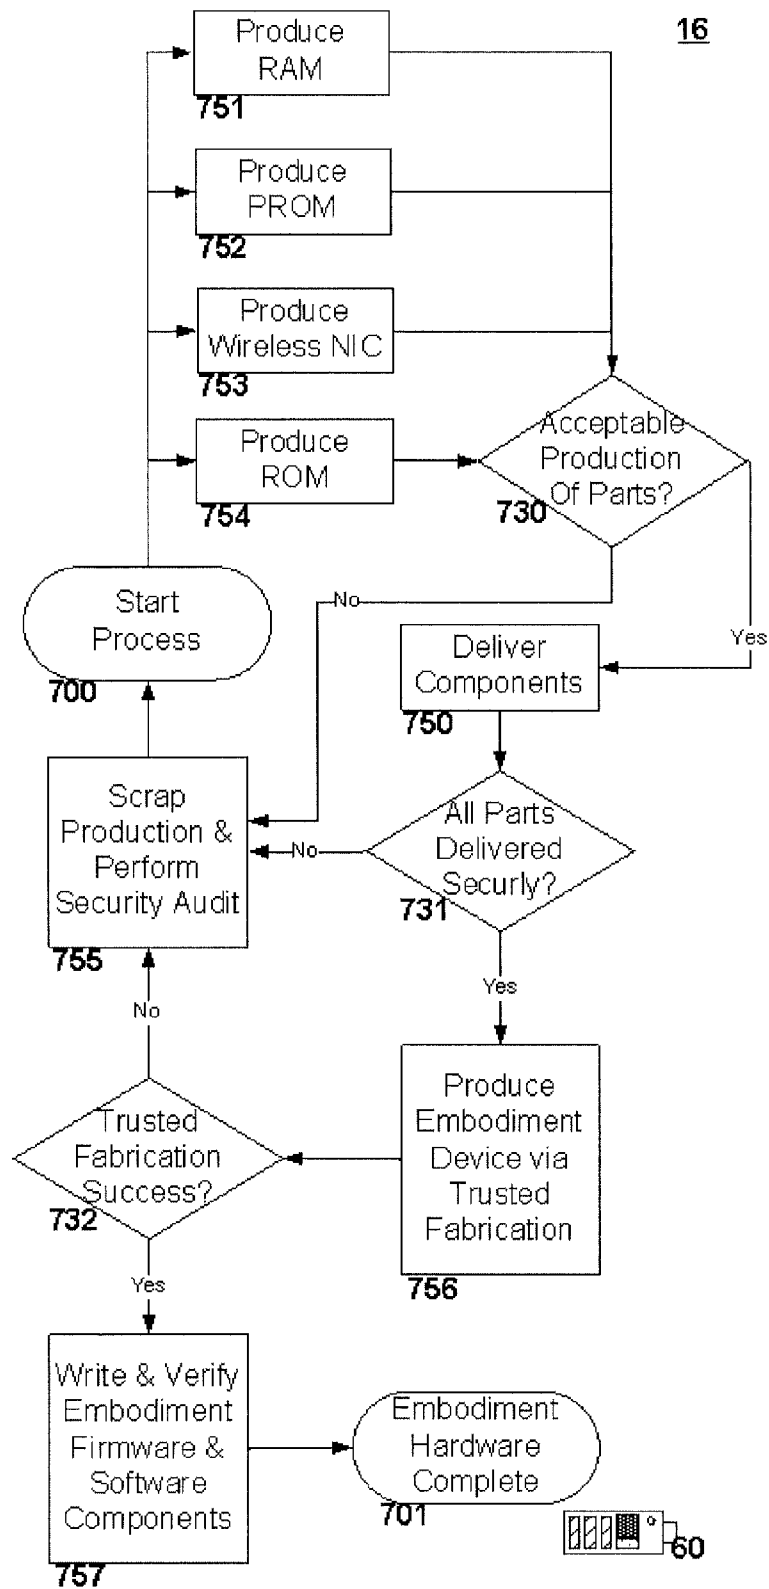 16
Produce
RAM
751
Produce
PROM
752
Produce
Wireless NIC
753
Produce
ROM
754
Acceptable
Production
Of Parts?
730
Start
Process
700
No
Yes
Deliver
Components
750
Scrap
Production &
Perform
Security Audit
755
All Parts
Delivered
Securly?
731
No
Yes
No
Produce
Embodiment
Device via
Trusted
Fabrication
756
Trusted
Fabrication
Success?
732
Yes
Write & Verify
Embodiment
Firmware &
Software
Components
757
Embodiment
Hardware
Complete
701
60